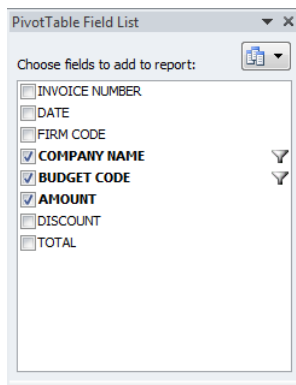 PivotTable Field List
Choose fields to add to report:
INVOICE NUMBER
DATE
FIRM CODE
COMPANY NAME
BUDGET CODE
AMOUNT
DISCOUNT
TOTAL